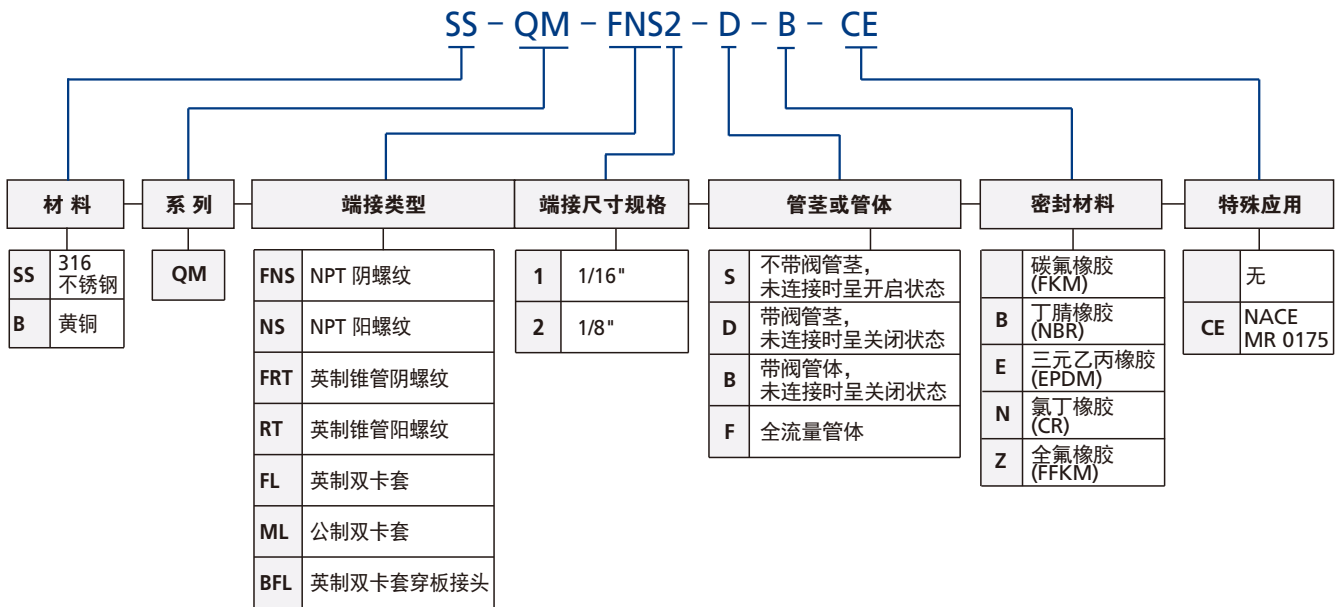 SS – QM – FNS2 – D – B – CE
材 料
系 列
端接类型
端接尺寸规格
管茎或管体
密封材料
特殊应用
SS 316
不锈钢
B 黄铜
QM
FNS NPT 阴螺纹
NS NPT 阳螺纹
FRT 英制锥管阴螺纹
RT 英制锥管阳螺纹
FL 英制双卡套
ML 公制双卡套
BFL 英制双卡套穿板接头
1 1/16"
2 1/8"
S 不带阀管茎，
未连接时呈开启状态
D 带阀管茎，
未连接时呈关闭状态
B 带阀管体，
未连接时呈关闭状态
F 全流量管体
碳氟橡胶
(FKM)
B 丁腈橡胶
(NBR)
E 三元乙丙橡胶
(EPDM)
N 氯丁橡胶
(CR)
Z 全氟橡胶
(FFKM)
无
CE NACE
MR 0175